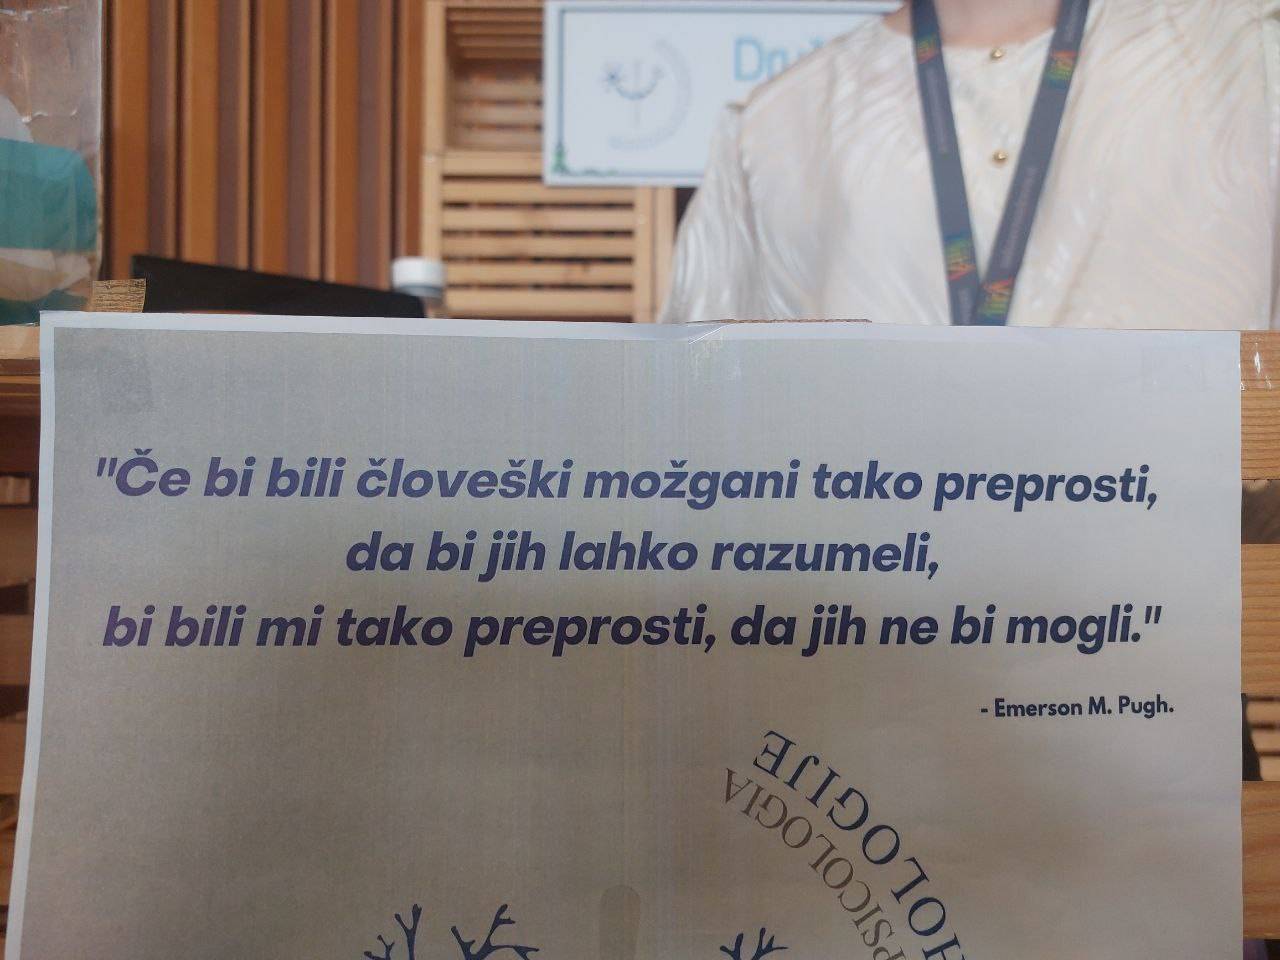 "Če bi bili človeški možgani tako preprosti,
da bi jih lahko razumeli,
bi bili mi tako preprosti, da jih ne bi mogli."
- Emerson M. Pugh.
HOLOGIJE
PSICOLOGIA